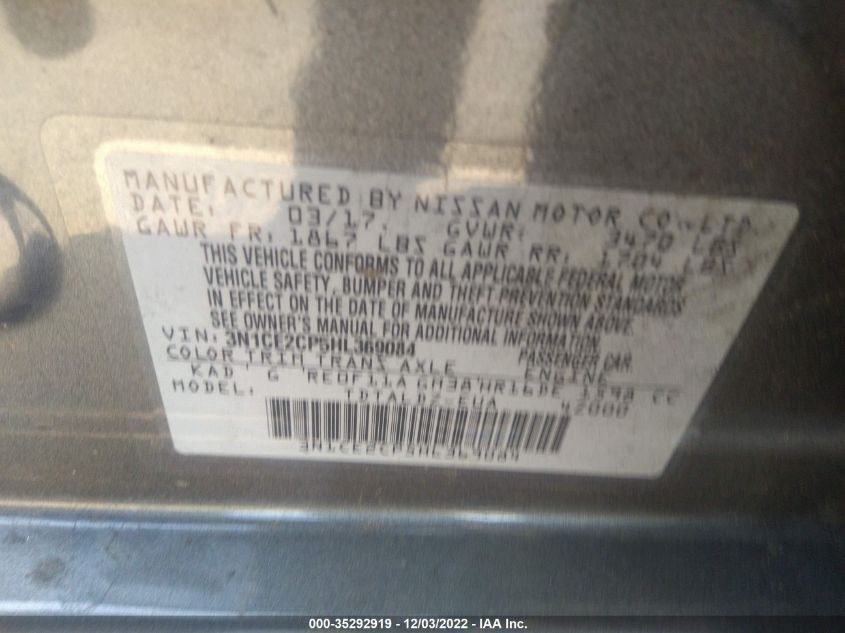 MANUFACTURED BY NISSAN MOTOR CO., LTD.
DATE: 03/17. GVWR: 3470 LBS
GAWR FR: 1867 LBS GAWR RR: 1704 LBS
THIS VEHICLE CONFORMS TO ALL APPLICABLE FEDERAL MOTOR
VEHICLE SAFETY, BUMPER AND THEFT PREVENTION STANDARDS
IN EFFECT ON THE DATE OF MANUFACTURE SHOWN ABOVE.
SEE OWNER'S MANUAL FOR ADDITIONAL INFORMATION.
VIN: 3N1CE2CP5HL369084 PASSENGER CAR
COLOR TRIM TRANS AXLE ENGINE
KAD G RE0F11A GM38 HR16DE 1598 CC
MODEL:
3N1CE2CP5HL369084
000-35292919 - 12/03/2022 - IAA Inc.